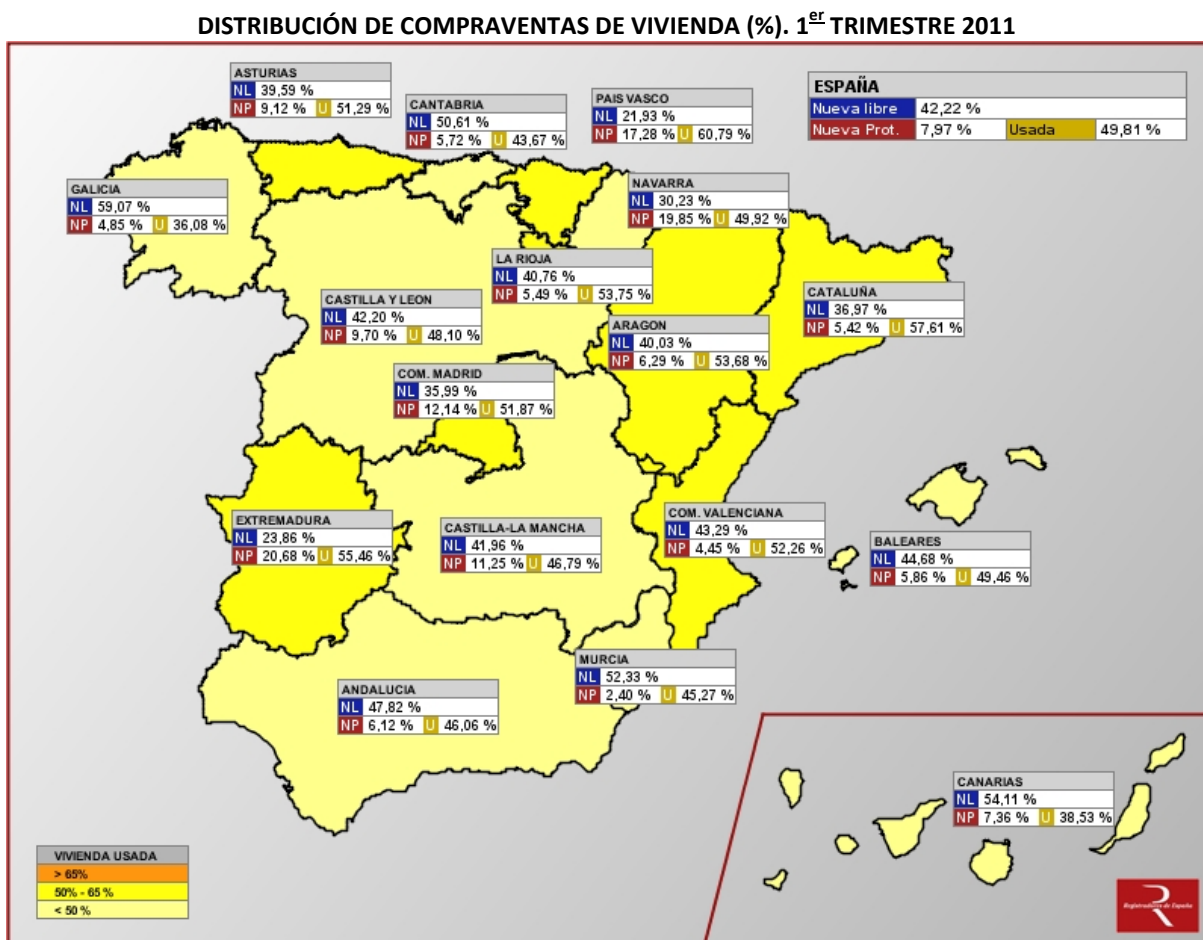 DISTRIBUCIÓN DE COMPRAVENTAS DE VIVIENDA (%). 1er TRIMESTRE 2011
ASTURIAS
NL 39,59 %
NP 9,12 % U 51,29 %
CANTABRIA
NL 50,61 %
NP 5,72 % U 43,67 %
PAIS VASCO
NL 21,93 %
NP 17,28 % U 60,79 %
ESPAÑA
Nueva libre 42,22 %
Nueva Prot. 7,97 % Usada 49,81 %
GALICIA
NL 59,07 %
NP 4,85 % U 36,08 %
NAVARRA
NL 30,23 %
NP 19,85 % U 49,92 %
LA RIOJA
NL 40,76 %
NP 5,49 % U 53,75 %
CASTILLA Y LEON
NL 42,20 %
NP 9,70 % U 48,10 %
CATALUÑA
NL 36,97 %
NP 5,42 % U 57,61 %
ARAGON
NL 40,03 %
NP 6,29 % U 53,68 %
COM. MADRID
NL 35,99 %
NP 12,14 % U 51,87 %
EXTREMADURA
NL 23,86 %
NP 20,68 % U 55,46 %
CASTILLA-LA MANCHA
NL 41,96 %
NP 11,25 % U 46,79 %
COM. VALENCIANA
NL 43,29 %
NP 4,45 % U 52,26 %
BALEARES
NL 44,68 %
NP 5,86 % U 49,46 %
MURCIA
NL 52,33 %
NP 2,40 % U 45,27 %
ANDALUCIA
NL 47,82 %
NP 6,12 % U 46,06 %
CANARIAS
NL 54,11 %
NP 7,36 % U 38,53 %
VIVIENDA USADA
> 65%
50% - 65 %
< 50 %
R
Registradores de España